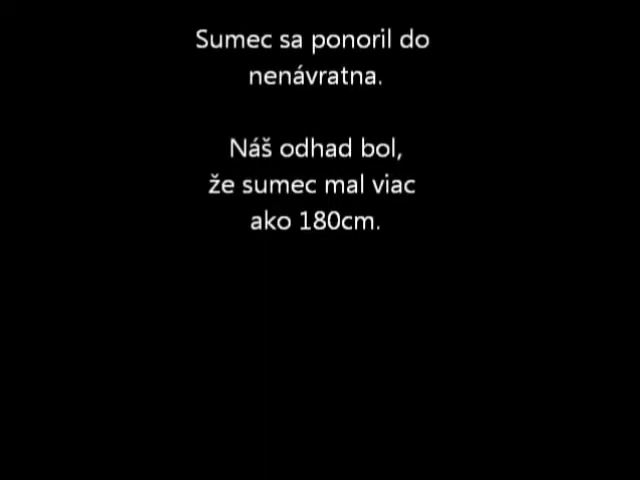 Sumec sa ponoril do
nenávratna.
Náš odhad bol,
že sumec mal viac
ako 180cm.